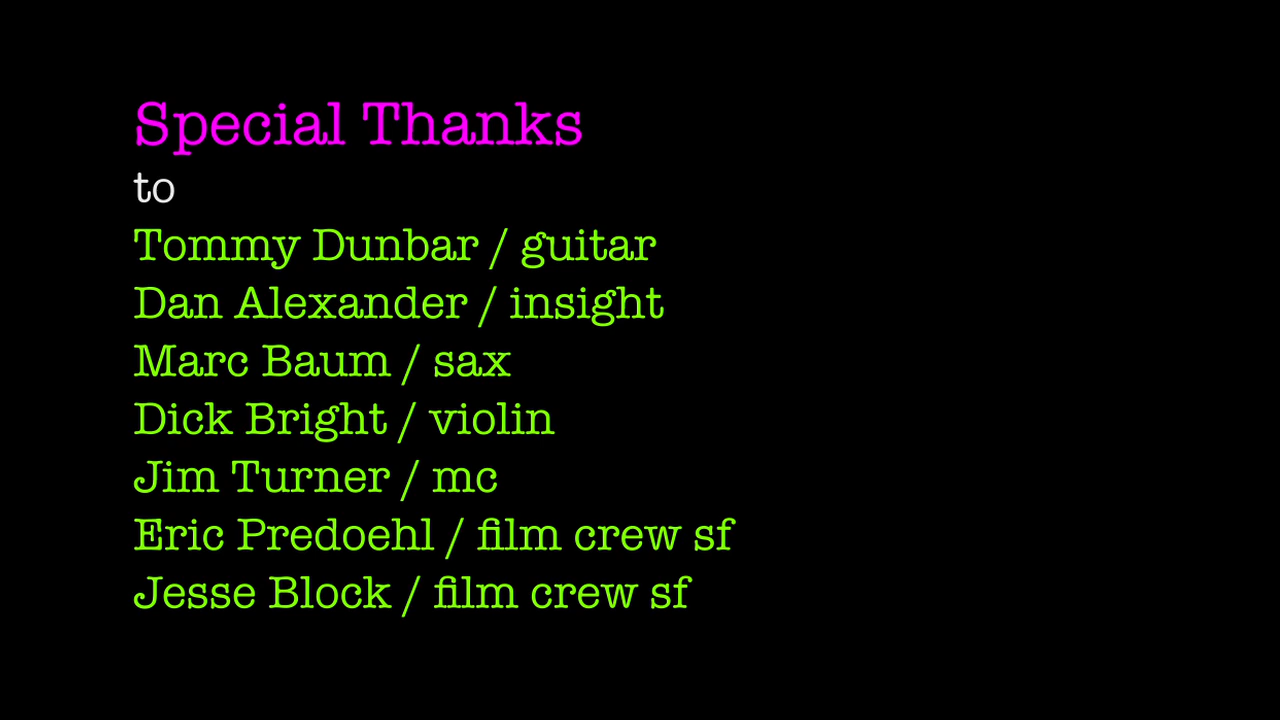 Special Thanks
to
Tommy Dunbar / guitar
Dan Alexander / insight
Marc Baum / sax
Dick Bright / violin
Jim Turner / mc
Eric Predoehl / film crew sf
Jesse Block / film crew sf